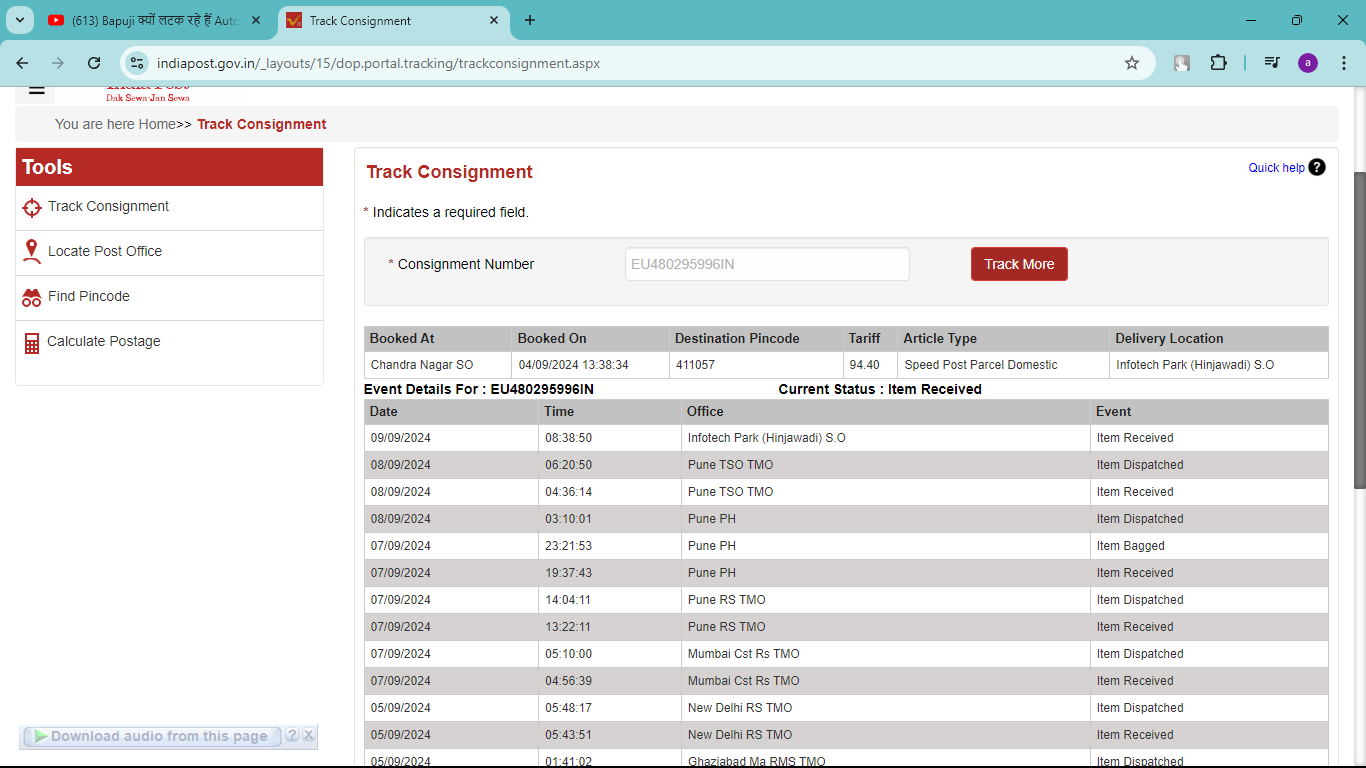 (613) Bapuji क्यों लटक रहे हैं Auto
Track Consignment
indiapost.gov.in/_layouts/15/dop.portal.tracking/trackconsignment.aspx
a
Dak Sewa-Jan Sewa
You are here Home>> Track Consignment
Tools
Track Consignment
Locate Post Office
Find Pincode
Calculate Postage
Track Consignment
Quick help ?
* Indicates a required field.
* Consignment Number EU480295996IN Track More
Booked At Booked On Destination Pincode Tariff Article Type Delivery Location
Chandra Nagar SO 04/09/2024 13:38:34 411057 94.40 Speed Post Parcel Domestic Infotech Park (Hinjawadi) S.O
Event Details For : EU480295996IN Current Status : Item Received
Date Time Office Event
09/09/2024 08:38:50 Infotech Park (Hinjawadi) S.O Item Received
08/09/2024 06:20:50 Pune TSO TMO Item Dispatched
08/09/2024 04:36:14 Pune TSO TMO Item Received
08/09/2024 03:10:01 Pune PH Item Dispatched
07/09/2024 23:21:53 Pune PH Item Bagged
07/09/2024 19:37:43 Pune PH Item Received
07/09/2024 14:04:11 Pune RS TMO Item Dispatched
07/09/2024 13:22:11 Pune RS TMO Item Received
07/09/2024 05:10:00 Mumbai Cst Rs TMO Item Dispatched
07/09/2024 04:56:39 Mumbai Cst Rs TMO Item Received
05/09/2024 05:48:17 New Delhi RS TMO Item Dispatched
05/09/2024 05:43:51 New Delhi RS TMO Item Received
05/09/2024 01:41:02 Ghaziabad Ma RMS TMO Item Dispatched
Download audio from this page ? X